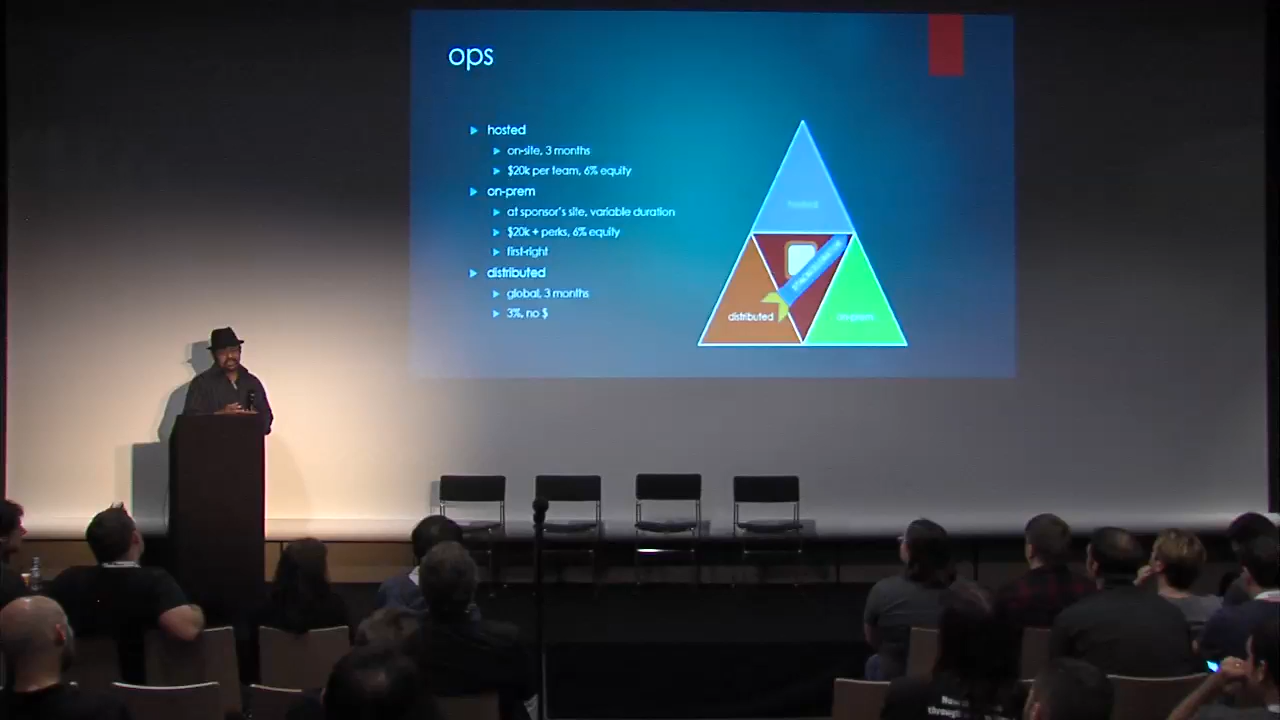 ops
hosted
on-site, 3 months
$20k per team, 6% equity
on-prem
at sponsor's site, variable duration
$20k + perks, 6% equity
first-right
distributed
global, 3 months
3%, no $
hosted
distributed
on-prem